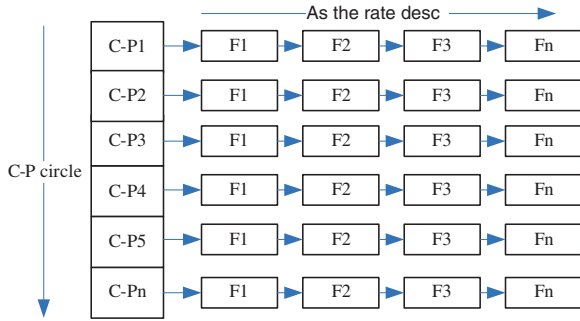 As the rate desc
C-P1 F1 F2 F3 Fn
C-P2 F1 F2 F3 Fn
C-P3 F1 F2 F3 Fn
C-P circle
C-P4 F1 F2 F3 Fn
C-P5 F1 F2 F3 Fn
C-Pn F1 F2 F3 Fn